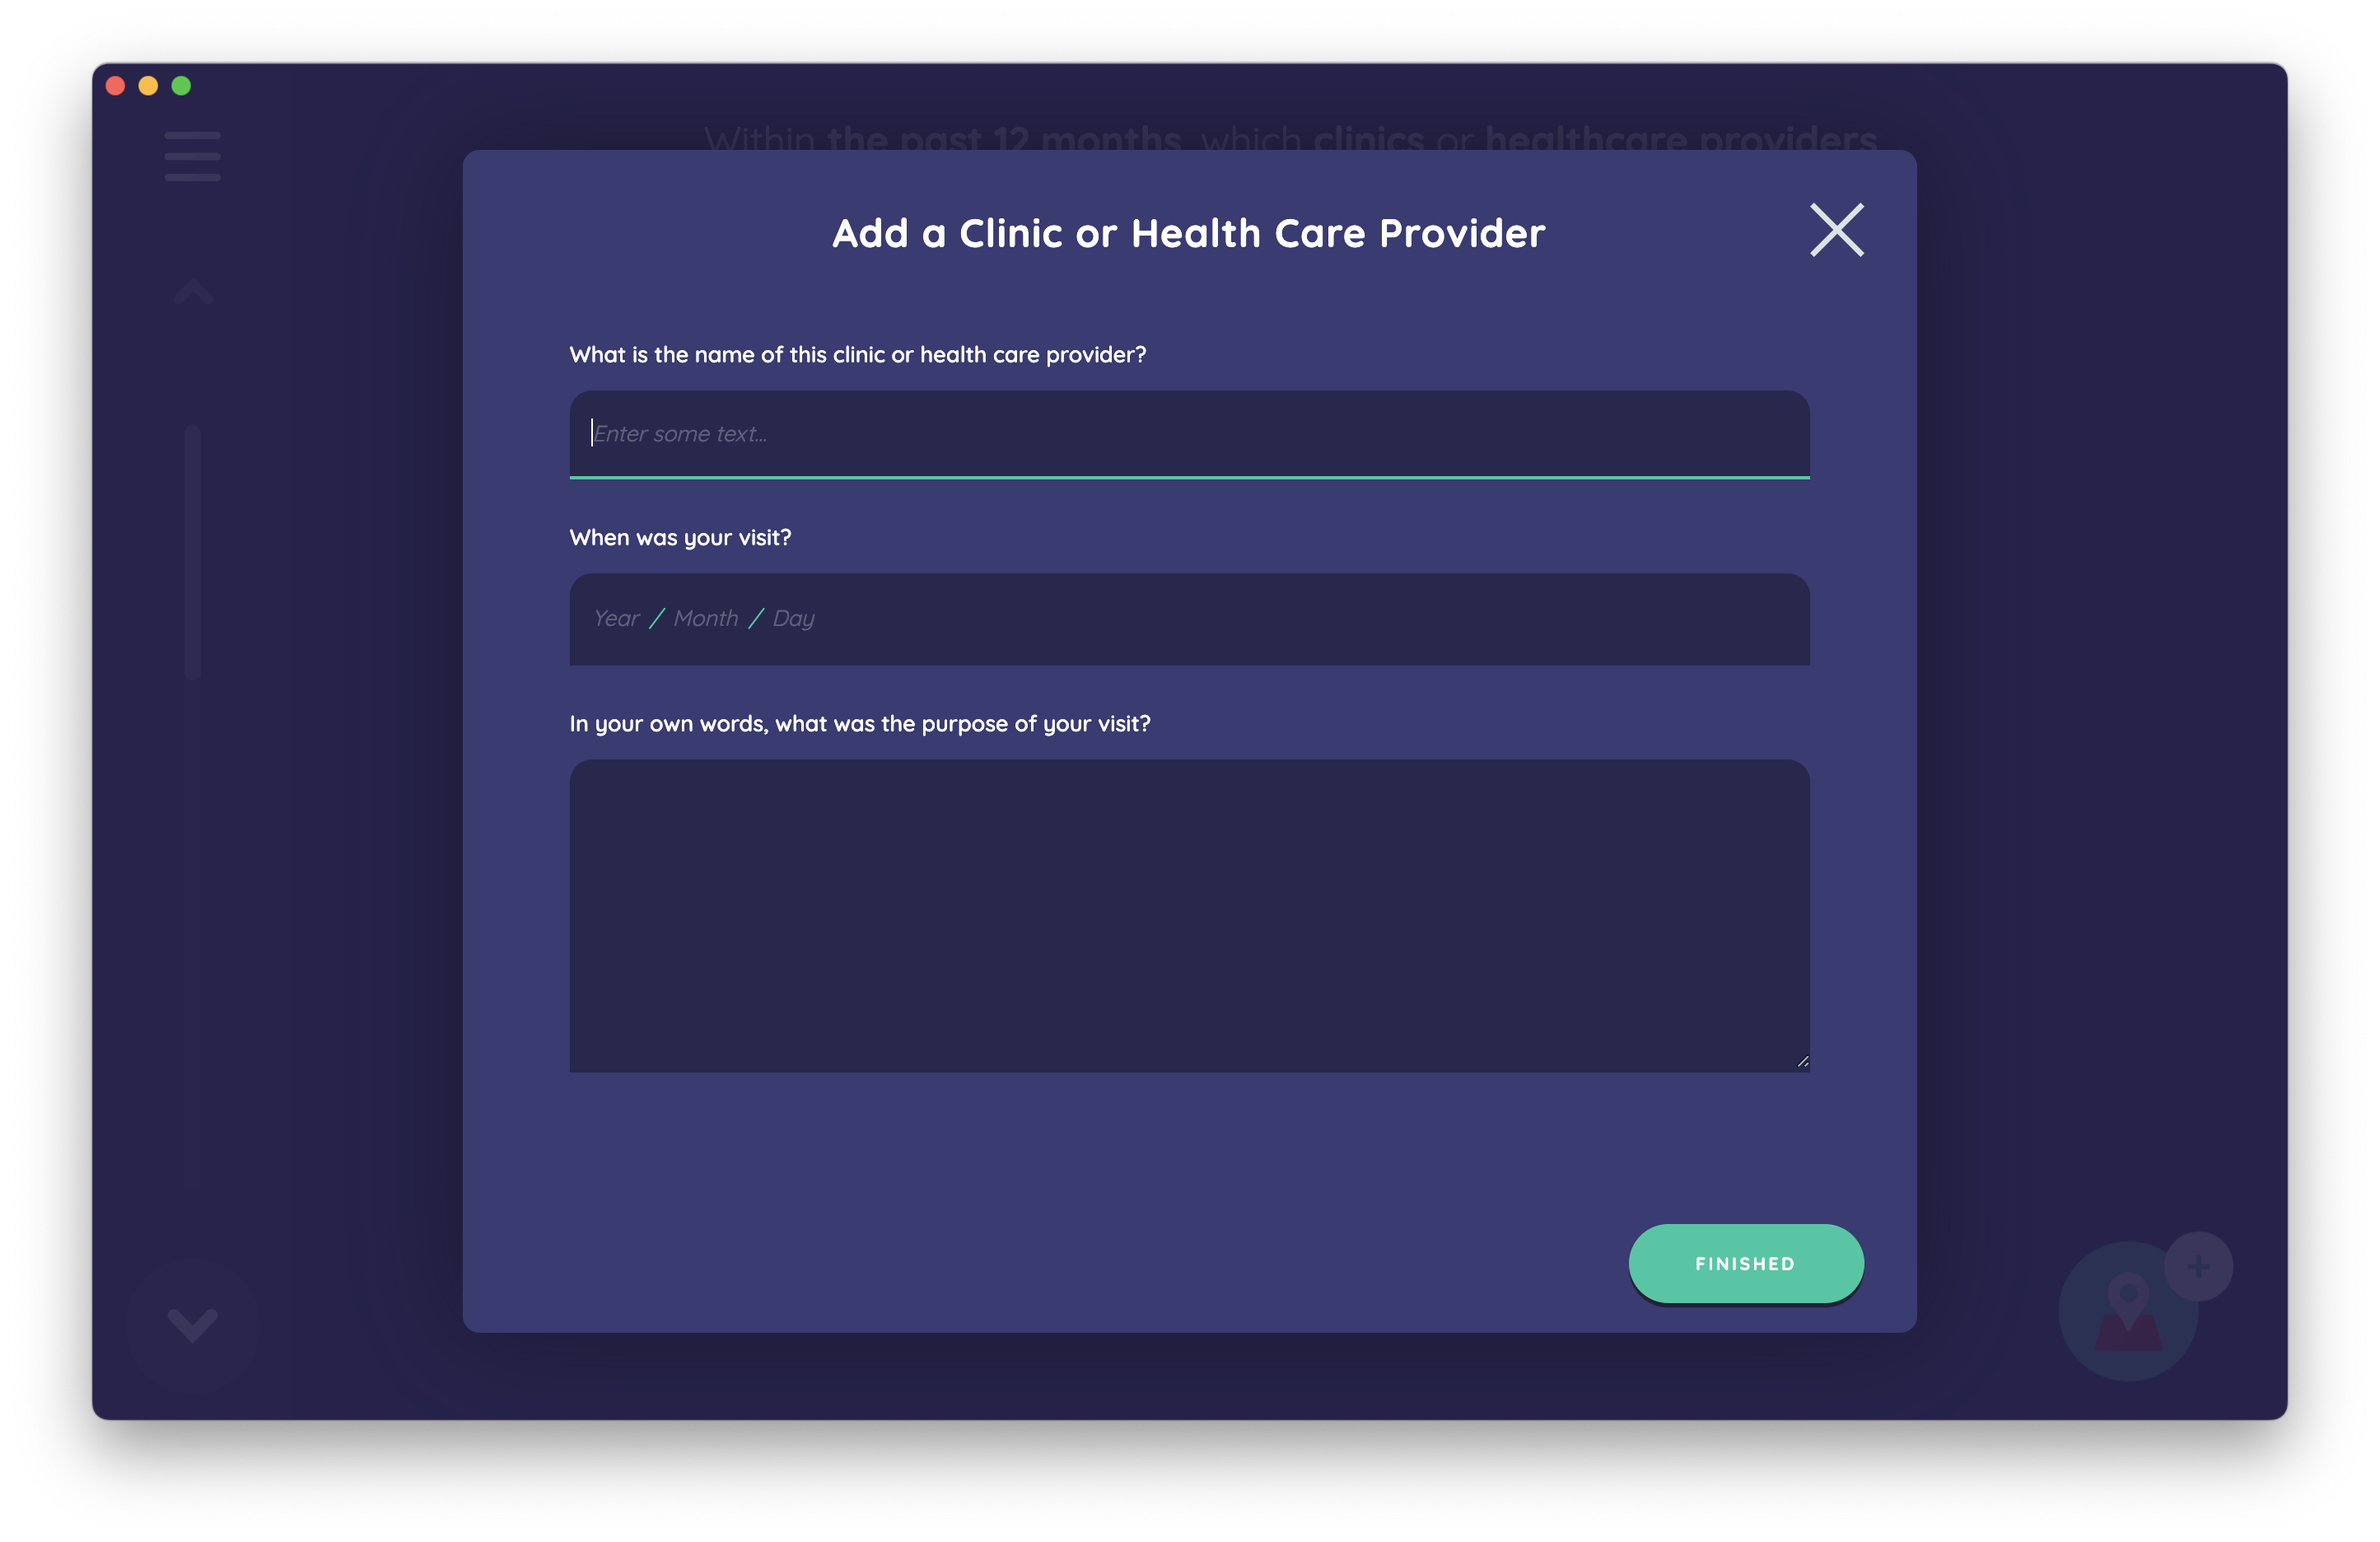 Within the past 12 months, which clinics or healthcare providers
Add a Clinic or Health Care Provider
What is the name of this clinic or health care provider?
Enter some text...
When was your visit?
Year / Month / Day
In your own words, what was the purpose of your visit?
FINISHED